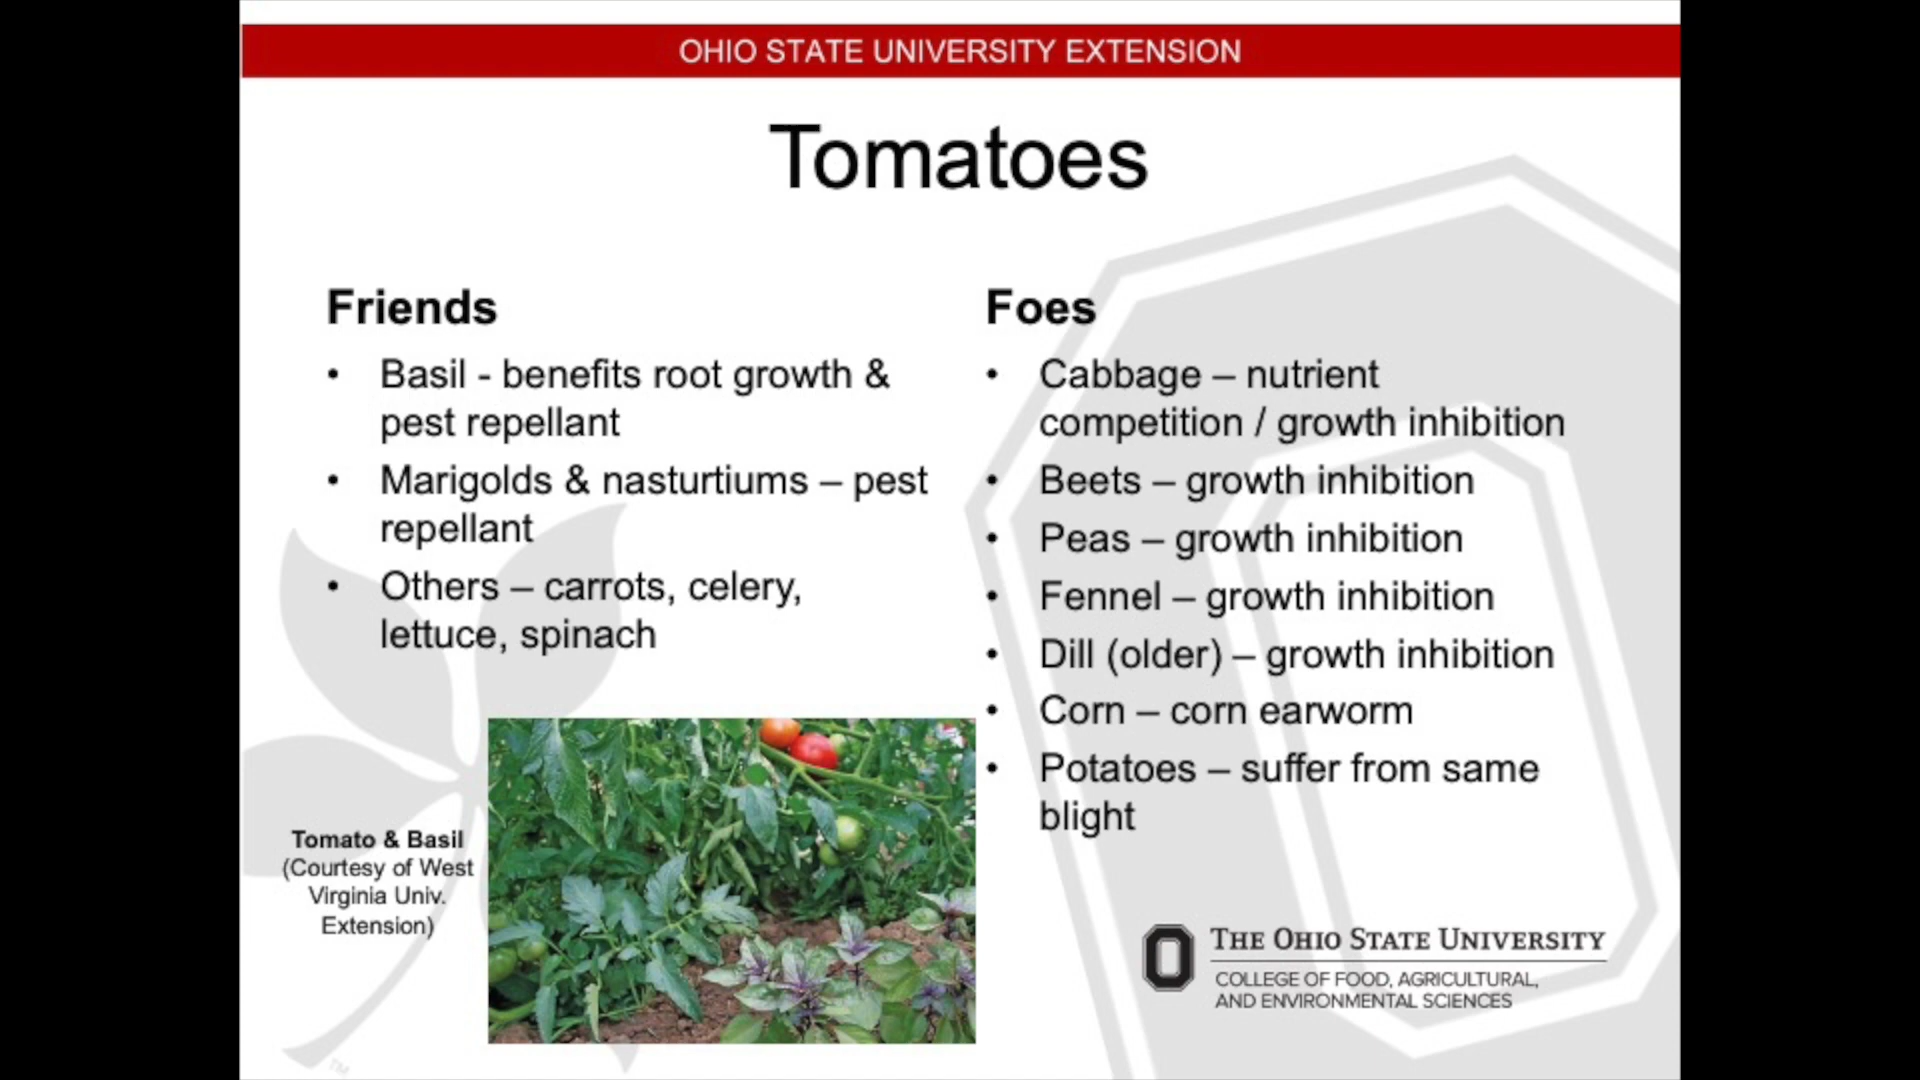 OHIO STATE UNIVERSITY EXTENSION
Tomatoes
Friends
• Basil - benefits root growth &
pest repellant
• Marigolds & nasturtiums – pest
repellant
• Others – carrots, celery,
lettuce, spinach
Tomato & Basil
(Courtesy of West
Virginia Univ.
Extension)
Foes
• Cabbage – nutrient
competition / growth inhibition
• Beets – growth inhibition
• Peas – growth inhibition
• Fennel – growth inhibition
• Dill (older) – growth inhibition
• Corn – corn earworm
• Potatoes – suffer from same
blight
THE OHIO STATE UNIVERSITY
COLLEGE OF FOOD, AGRICULTURAL,
AND ENVIRONMENTAL SCIENCES
TM